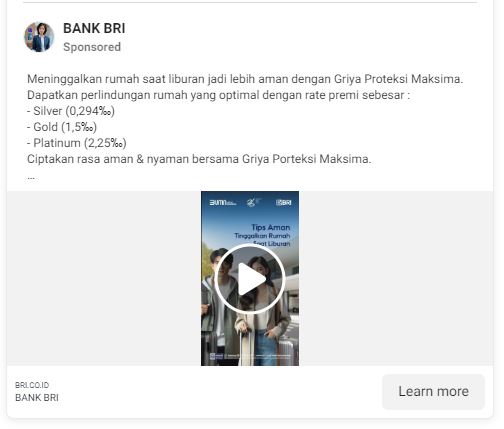 BANK BRI
Sponsored
Meninggalkan rumah saat liburan jadi lebih aman dengan Griya Proteksi Maksima.
Dapatkan perlindungan rumah yang optimal dengan rate premi sebesar :
- Silver (0,294‰)
- Gold (1,5‰)
- Platinum (2,25‰)
Ciptakan rasa aman & nyaman bersama Griya Porteksi Maksima.
...
BUMN
BRI
Tips Aman
Tinggalkan Rumah
Saat Liburan
BRI.CO.ID
BANK BRI
Learn more